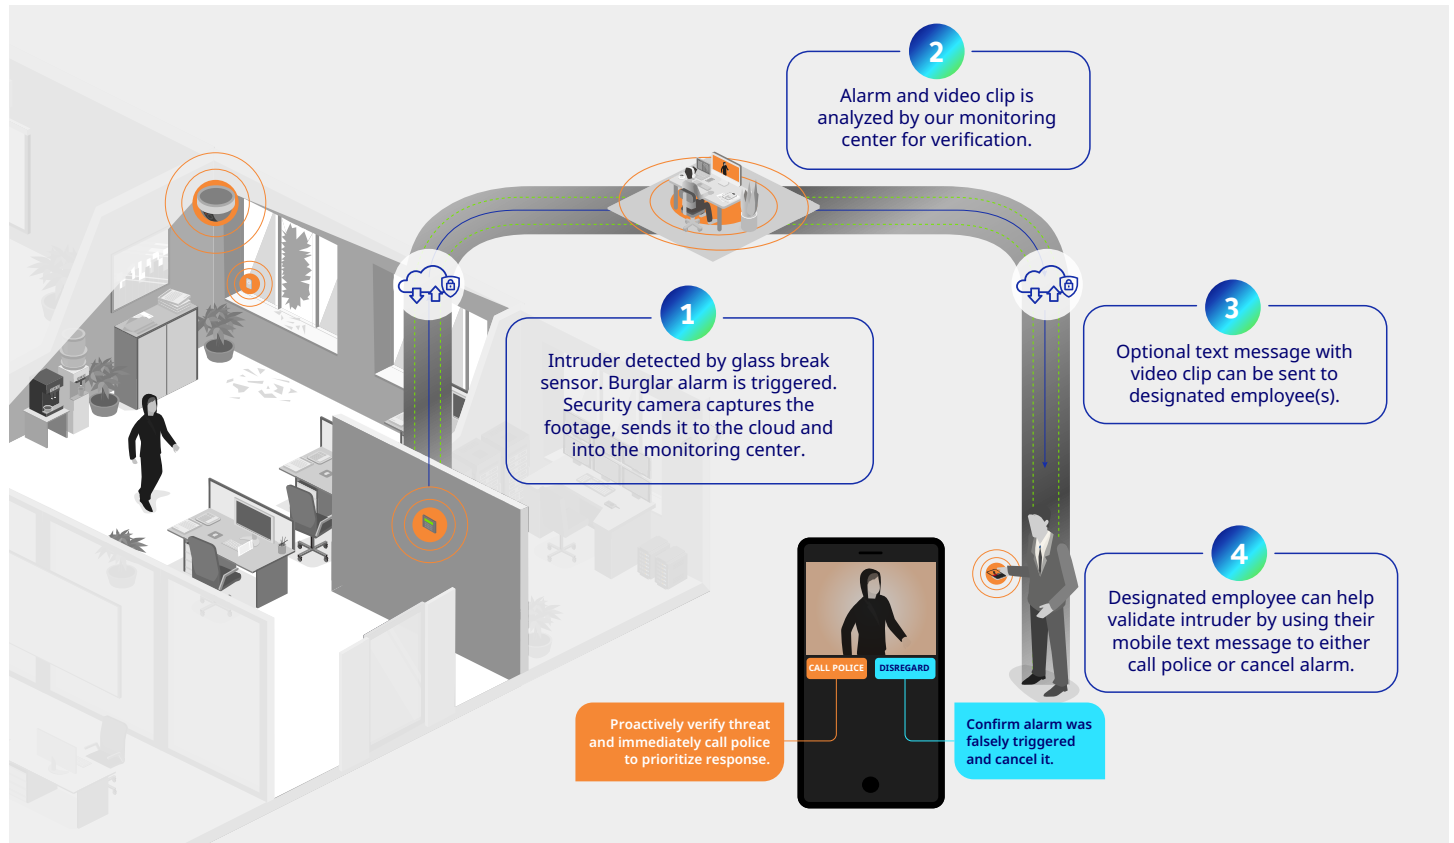 2
Alarm and video clip is
analyzed by our monitoring
center for verification.
1
Intruder detected by glass break
sensor. Burglar alarm is triggered.
Security camera captures the
footage, sends it to the cloud and
into the monitoring center.
3
Optional text message with
video clip can be sent to
designated employee(s).
4
Designated employee can help
validate intruder by using their
mobile text message to either
call police or cancel alarm.
CALL POLICE
DISREGARD
Proactively verify threat
and immediately call police
to prioritize response.
Confirm alarm was
falsely triggered
and cancel it.